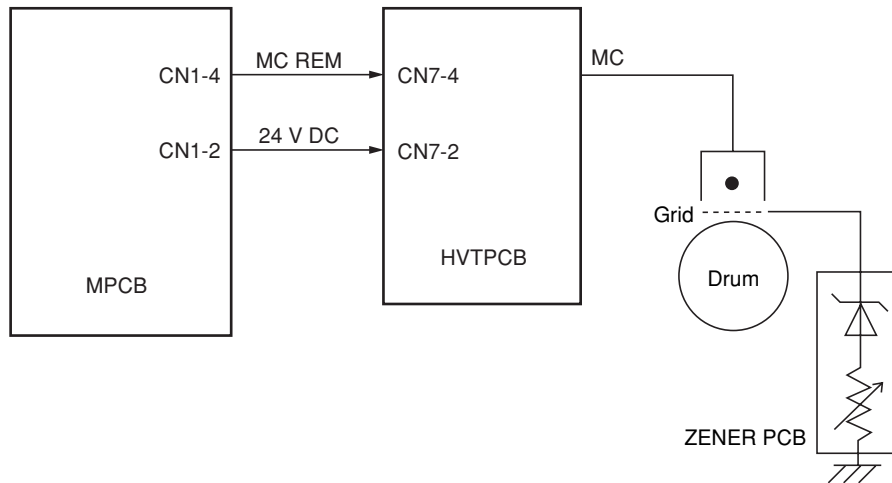 CN1-4 MC REM CN7-4 MC
CN1-2 24 V DC CN7-2
Grid
HVTPCB
MPCB Drum
ZENER PCB